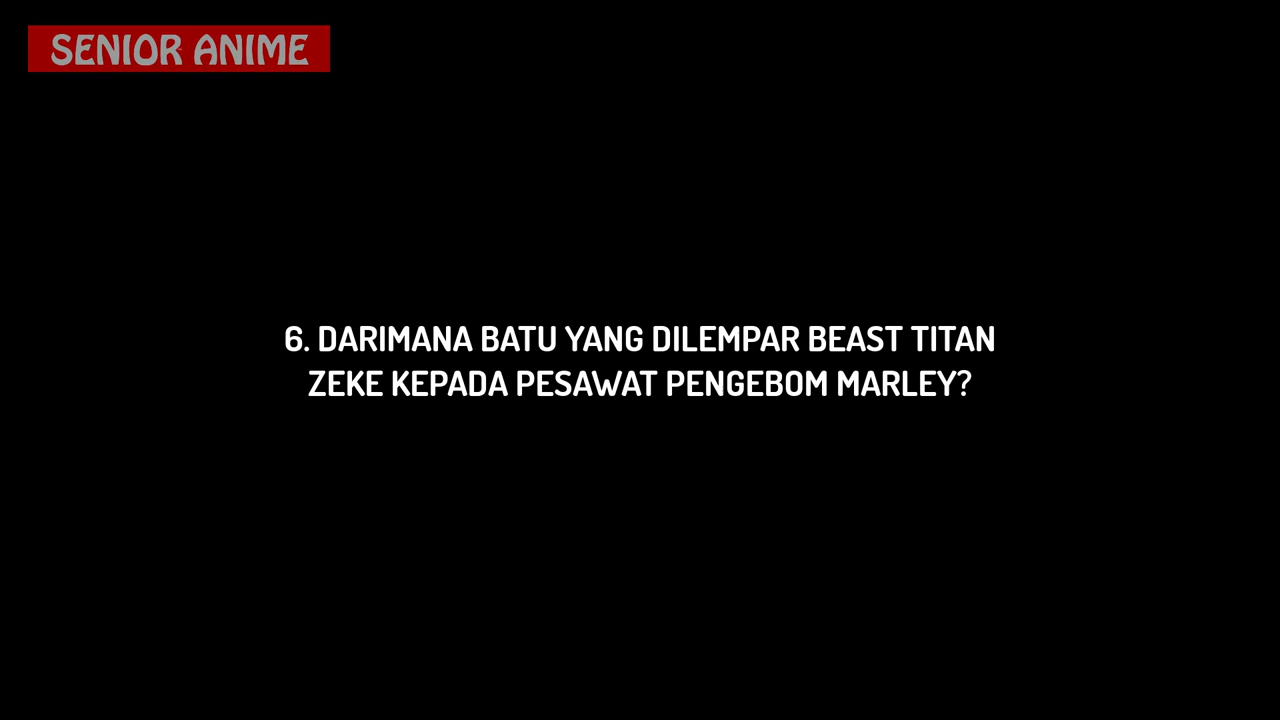 SENIOR ANIME
6. DARIMANA BATU YANG DILEMPAR BEAST TITAN
ZEKE KEPADA PESAWAT PENGEBOM MARLEY?